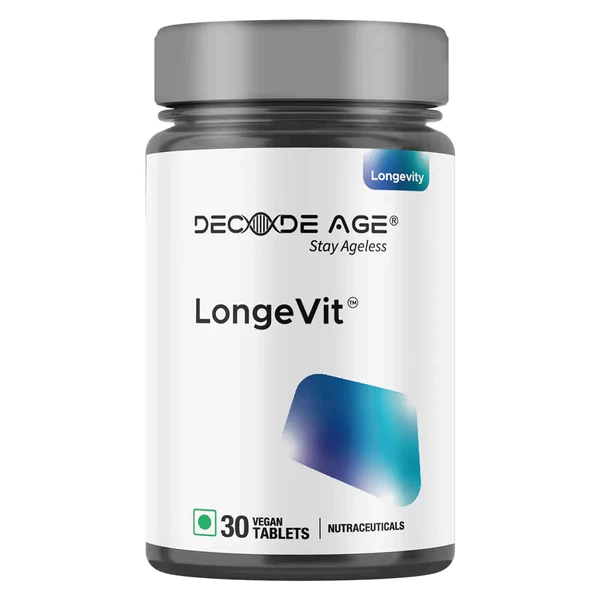 Longevity
DECODE AGE®
Stay Ageless
LongeVit™
30 VEGAN TABLETS | NUTRACEUTICALS